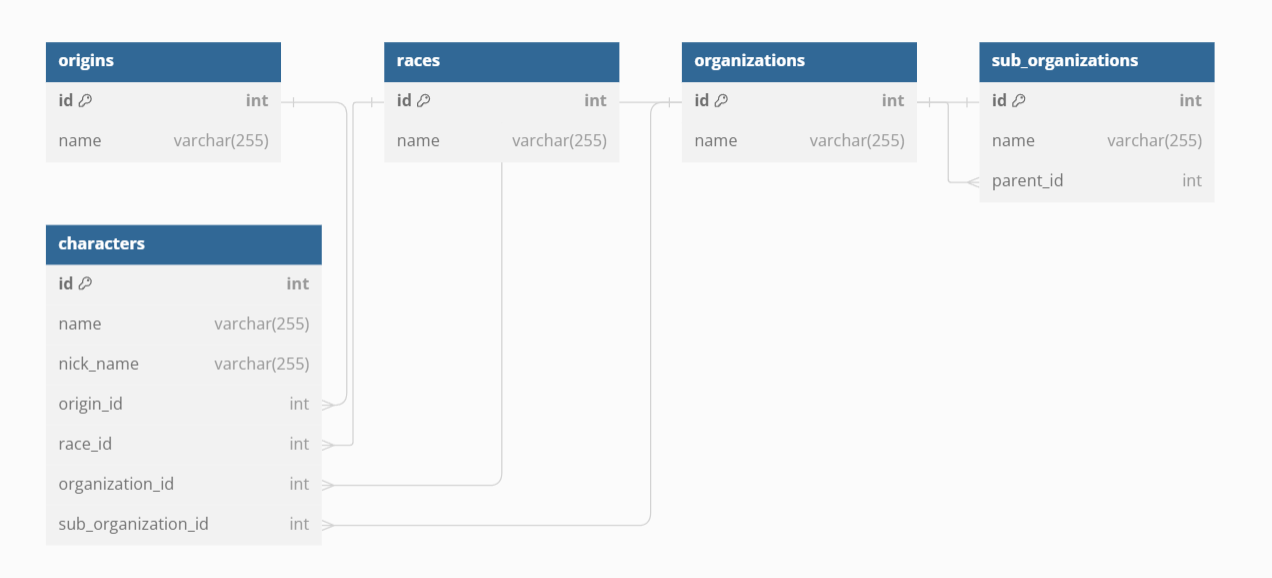 origins
id int
name varchar(255)
races
id int
name varchar(255)
organizations
id int
name varchar(255)
sub_organizations
id int
name varchar(255)
parent_id int
characters
id int
name varchar(255)
nick_name varchar(255)
origin_id int
race_id int
organization_id int
sub_organization_id int